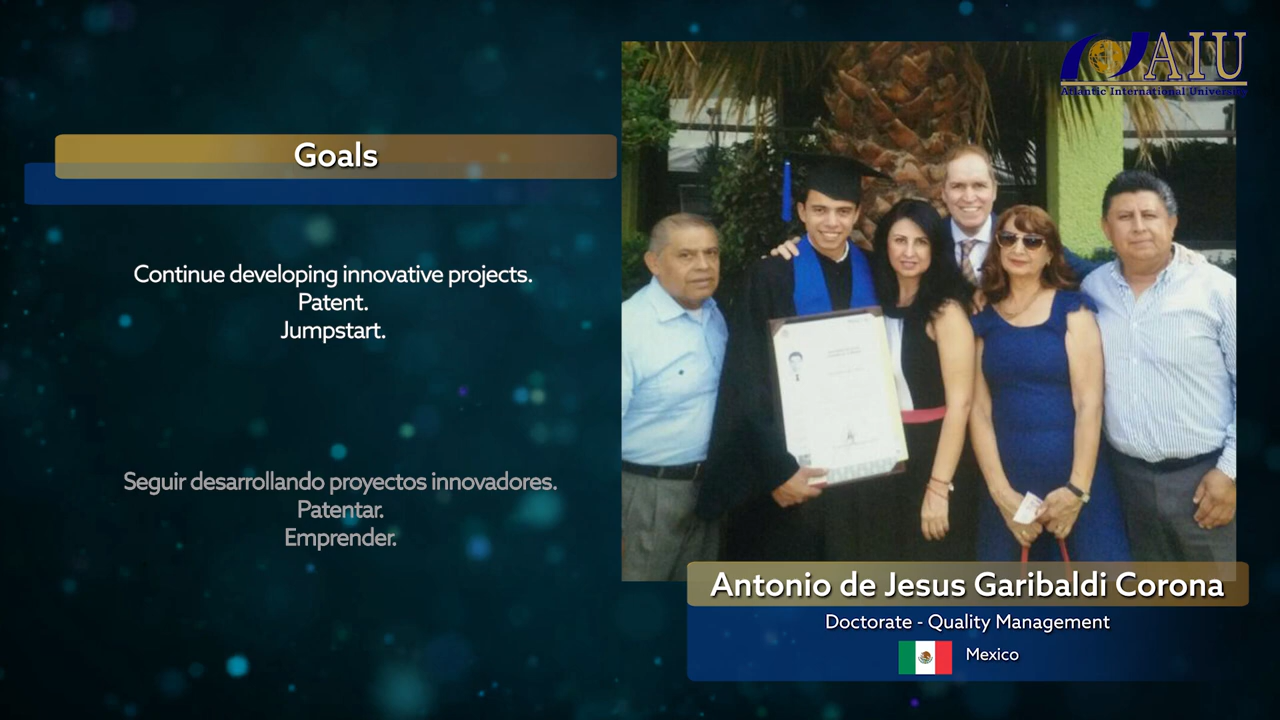 AIU
Atlantic International University
Goals
Continue developing innovative projects.
Patent.
Jumpstart.
Seguir desarrollando proyectos innovadores.
Patentar.
Emprender.
Antonio de Jesus Garibaldi Corona
Doctorate - Quality Management
Mexico